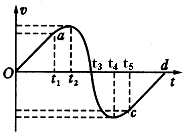 v
a
t₃ t₄ t₅ d
O t₁ t₂ t
c